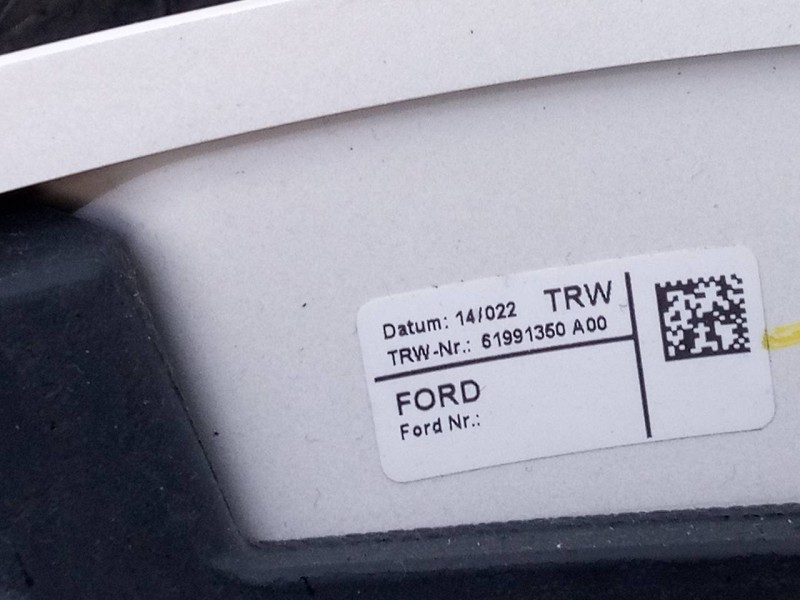 Datum: 14/022 TRW
TRW-Nr.: 61991350 A00
FORD
Ford Nr.: